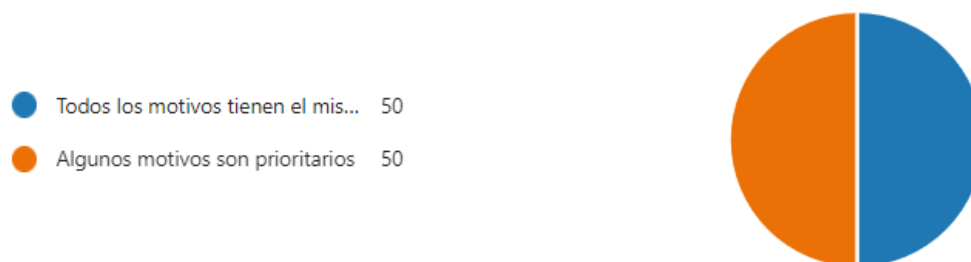 Todos los motivos tienen el mis... 50
Algunos motivos son prioritarios 50